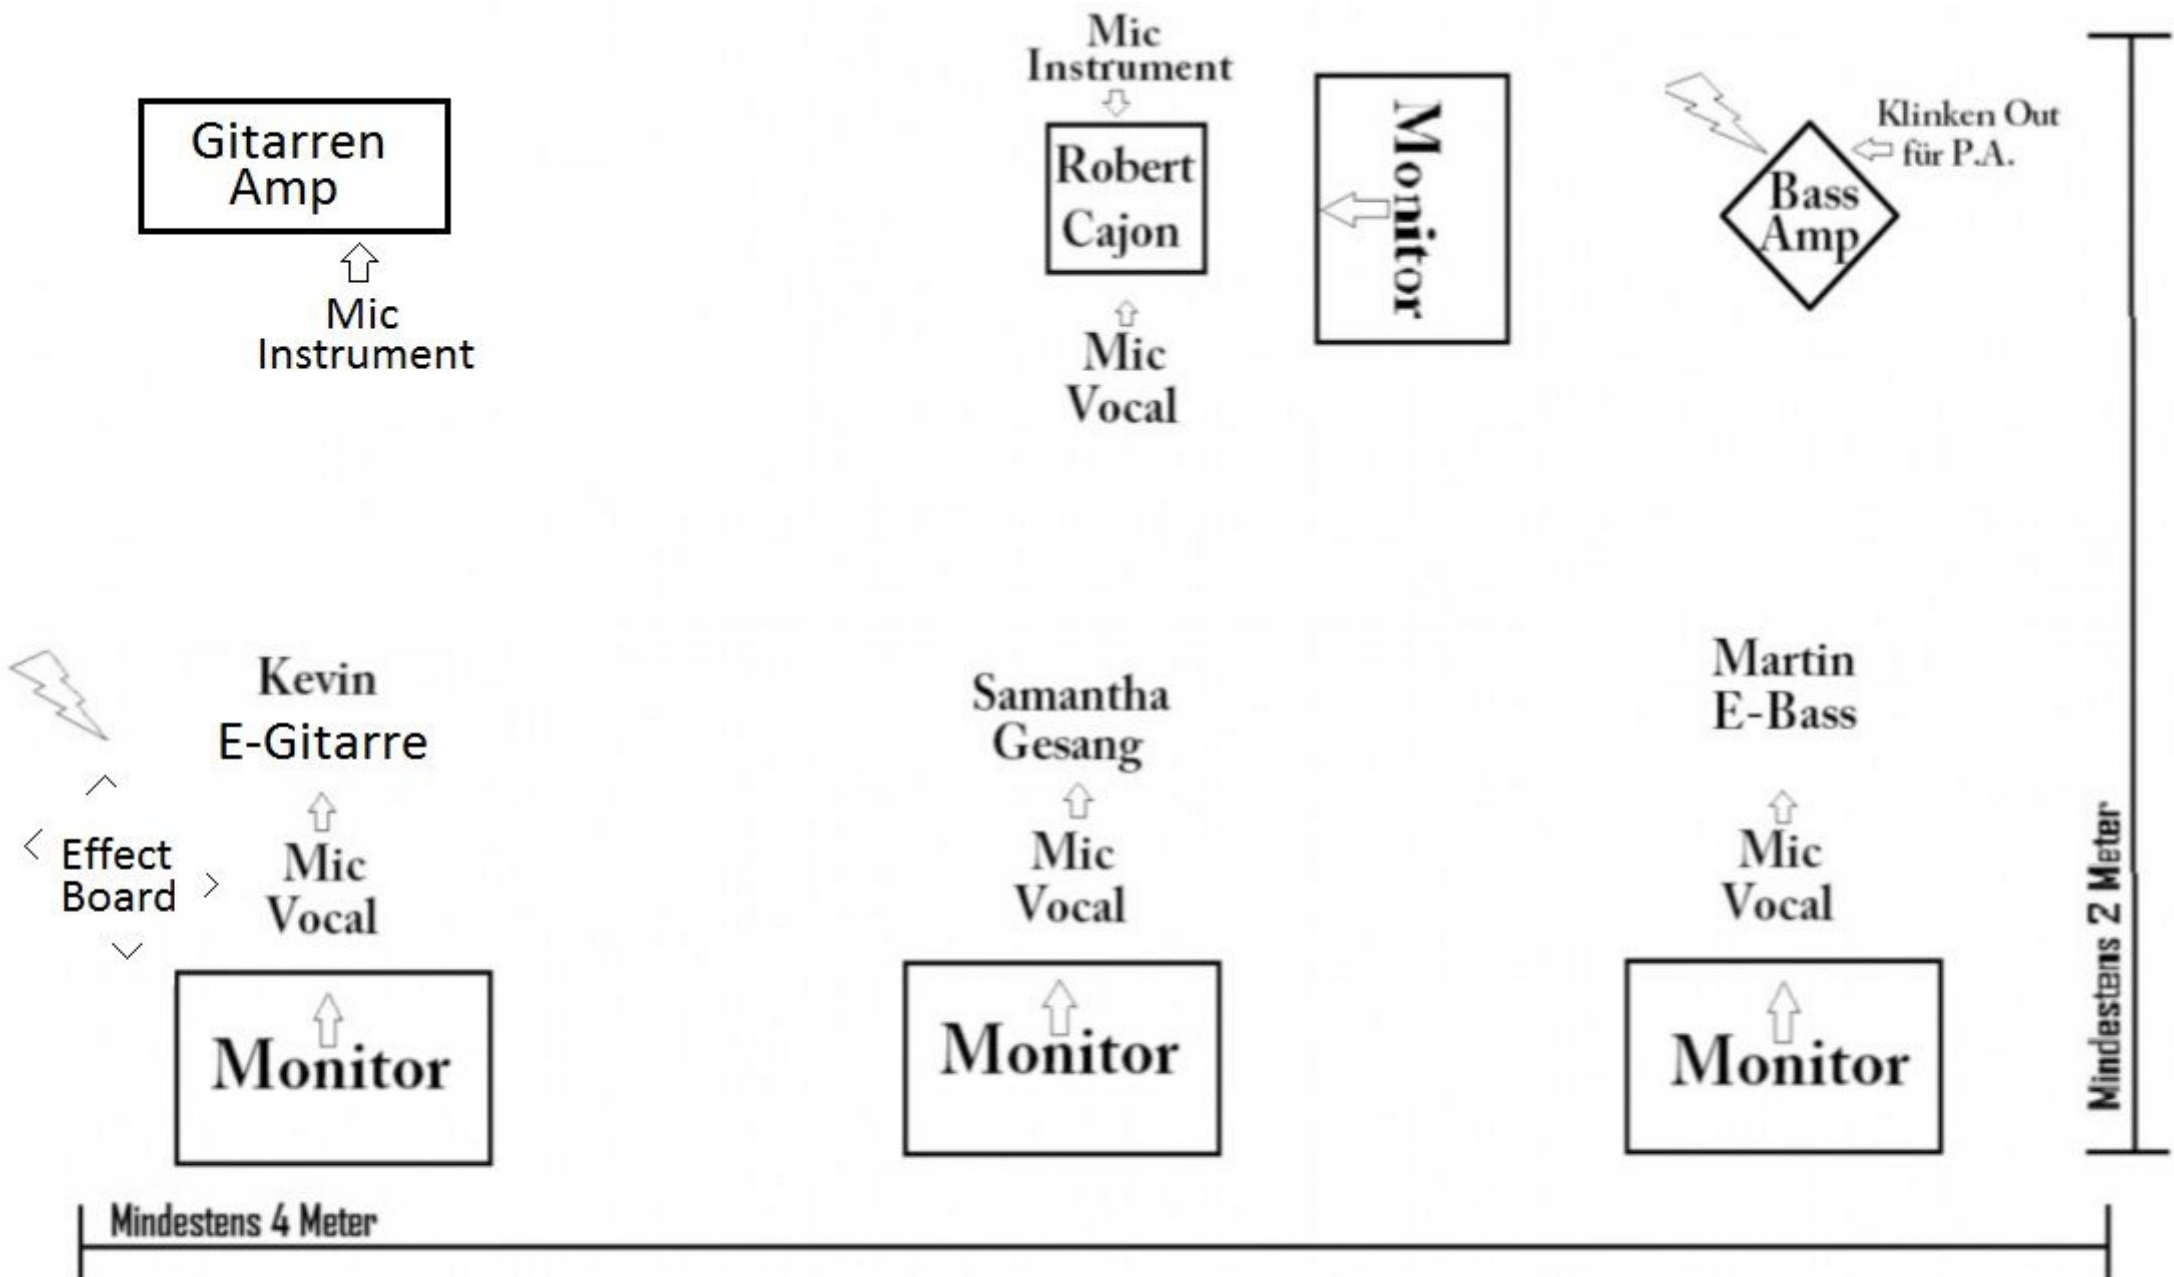 Mic
Instrument
Gitarren
Amp
Mic
Instrument
Robert
Cajon
Mic
Vocal
Monitor
Klinken Out
für P.A.
Bass
Amp
Kevin
E-Gitarre
Effect
Board
Mic
Vocal
Monitor
Samantha
Gesang
Mic
Vocal
Monitor
Martin
E-Bass
Mic
Vocal
Monitor
Mindestens 2 Meter
Mindestens 4 Meter